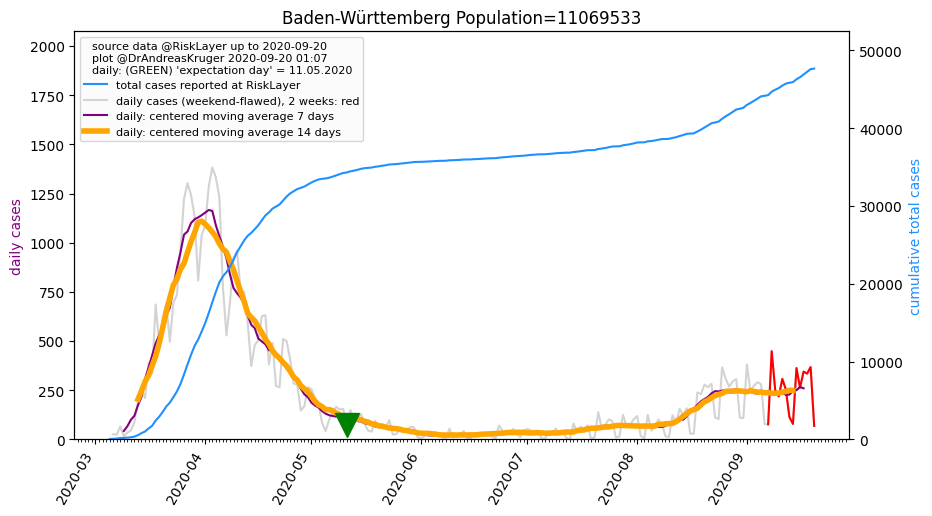 Baden-Württemberg Population=11069533
source data @RiskLayer up to 2020-09-20
plot @DrAndreasKruger 2020-09-20 01:07
daily: (GREEN) 'expectation day' = 11.05.2020
total cases reported at RiskLayer
daily cases (weekend-flawed), 2 weeks: red
daily: centered moving average 7 days
daily: centered moving average 14 days
daily cases
2000
1750
1500
1250
1000
750
500
250
0
50000
40000
30000
20000
10000
0
cumulative total cases
2020-03
2020-04
2020-05
2020-06
2020-07
2020-08
2020-09